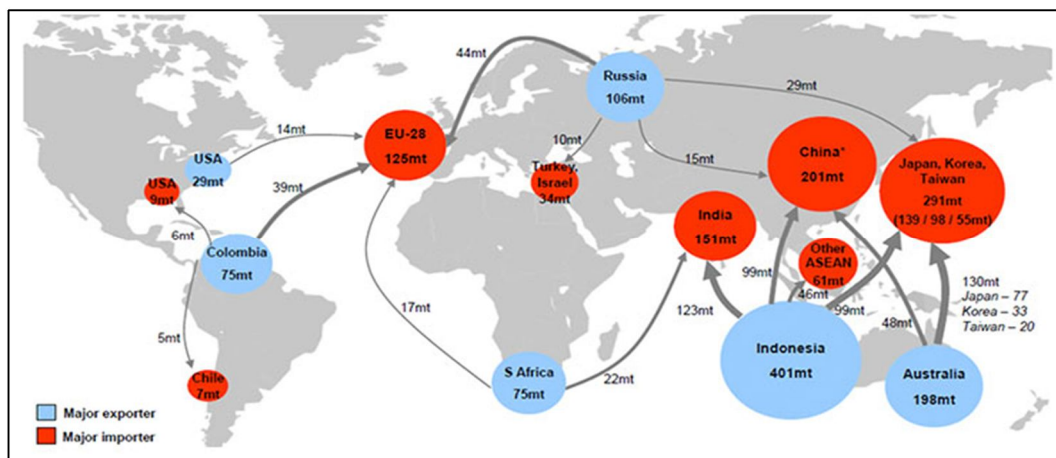 44mt
Russia
106mt
29mt
14mt
EU-28
125mt
10mt
15mt
China*
201mt
Japan, Korea,
Taiwan
291mt
(139 / 98 / 55mt)
USA
29mt
USA
9mt
39mt
Turkey,
Israel
34mt
India
151mt
6mt
Colombia
75mt
Other
ASEAN
61mt
99mt
46mt
99mt
130mt
Japan – 77
Korea – 33
Taiwan – 20
17mt
123mt
48mt
5mt
Indonesia
401mt
S Africa
75mt
22mt
Australia
198mt
Chile
7mt
Major exporter
Major importer